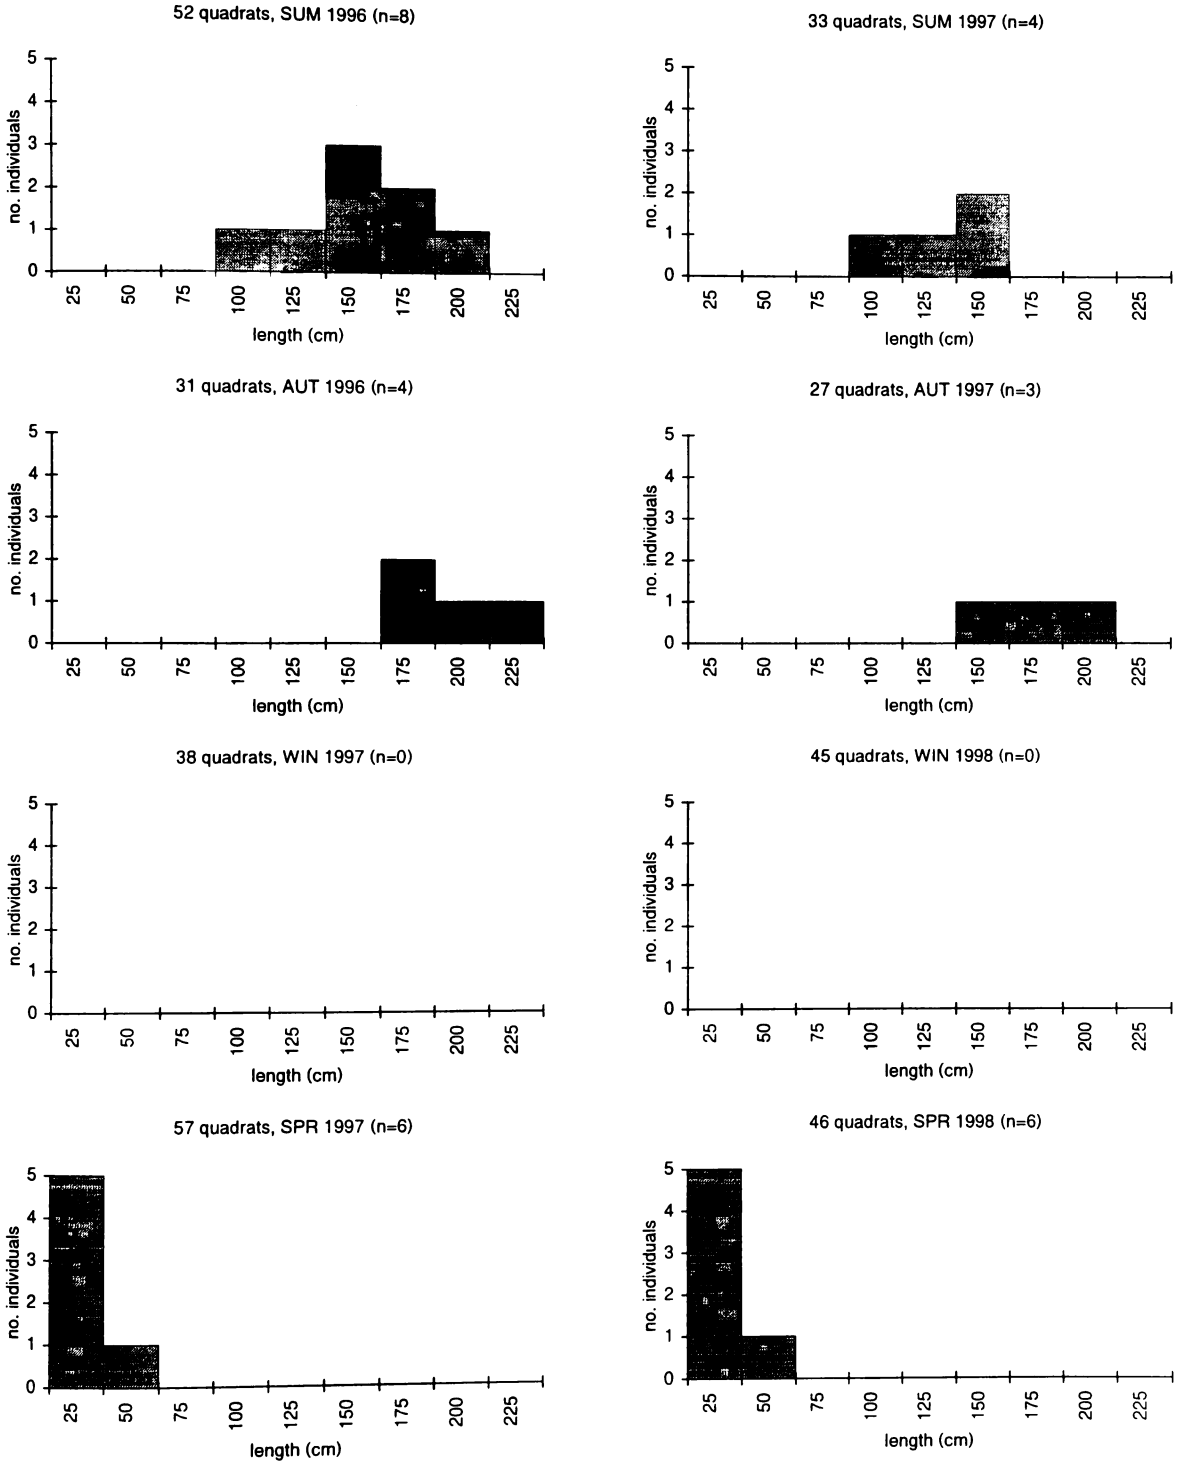 52 quadrats, SUM 1996 (n=8)
no. individuals
5
4
3
2
1
0
25 50 75 100 125 150 175 200 225
length (cm)
33 quadrats, SUM 1997 (n=4)
no. individuals
5
4
3
2
1
0
25 50 75 100 125 150 175 200 225
length (cm)
31 quadrats, AUT 1996 (n=4)
no. individuals
5
4
3
2
1
0
25 50 75 100 125 150 175 200 225
length (cm)
27 quadrats, AUT 1997 (n=3)
no. individuals
5
4
3
2
1
0
25 50 75 100 125 150 175 200 225
length (cm)
38 quadrats, WIN 1997 (n=0)
no. individuals
5
4
3
2
1
0
25 50 75 100 125 150 175 200 225
length (cm)
45 quadrats, WIN 1998 (n=0)
no. individuals
5
4
3
2
1
0
25 50 75 100 125 150 175 200 225
length (cm)
57 quadrats, SPR 1997 (n=6)
no. individuals
5
4
3
2
1
0
25 50 75 100 125 150 175 200 225
length (cm)
46 quadrats, SPR 1998 (n=6)
no. individuals
5
4
3
2
1
0
25 50 75 100 125 150 175 200 225
length (cm)